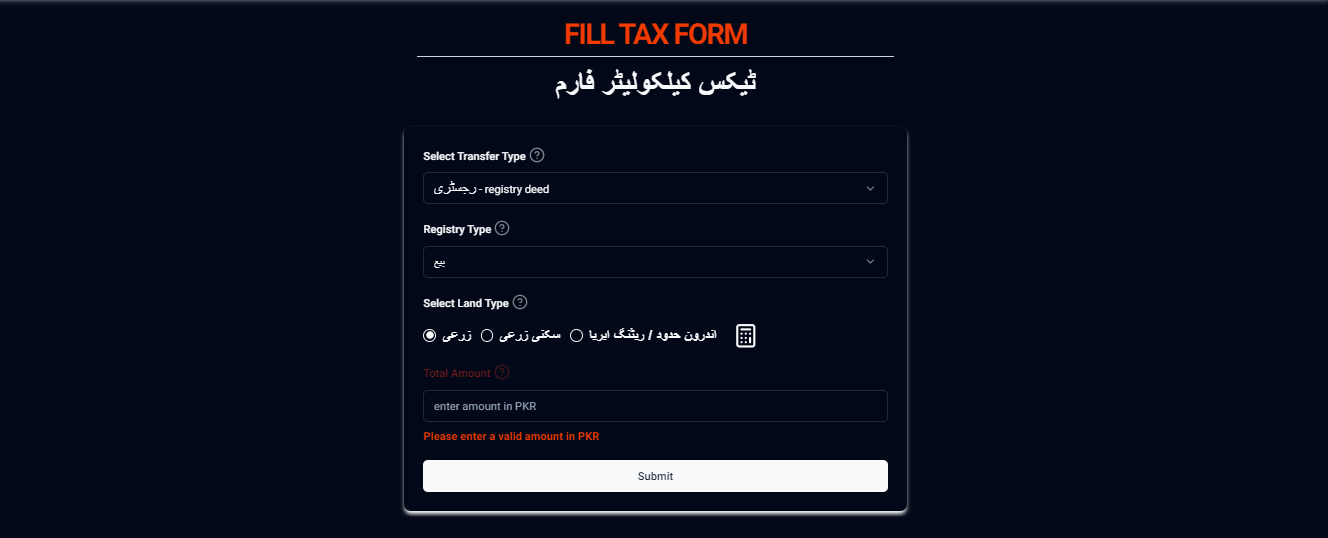 FILL TAX FORM
ٹیکس کیلکولیٹر فارم
Select Transfer Type ?
رجسٹری - registry deed
Registry Type ?
بیع
Select Land Type ?
زرعی سکنی زرعی اندرون حدود / ریٹنگ ایریا
Total Amount ?
enter amount in PKR
Please enter a valid amount in PKR
Submit